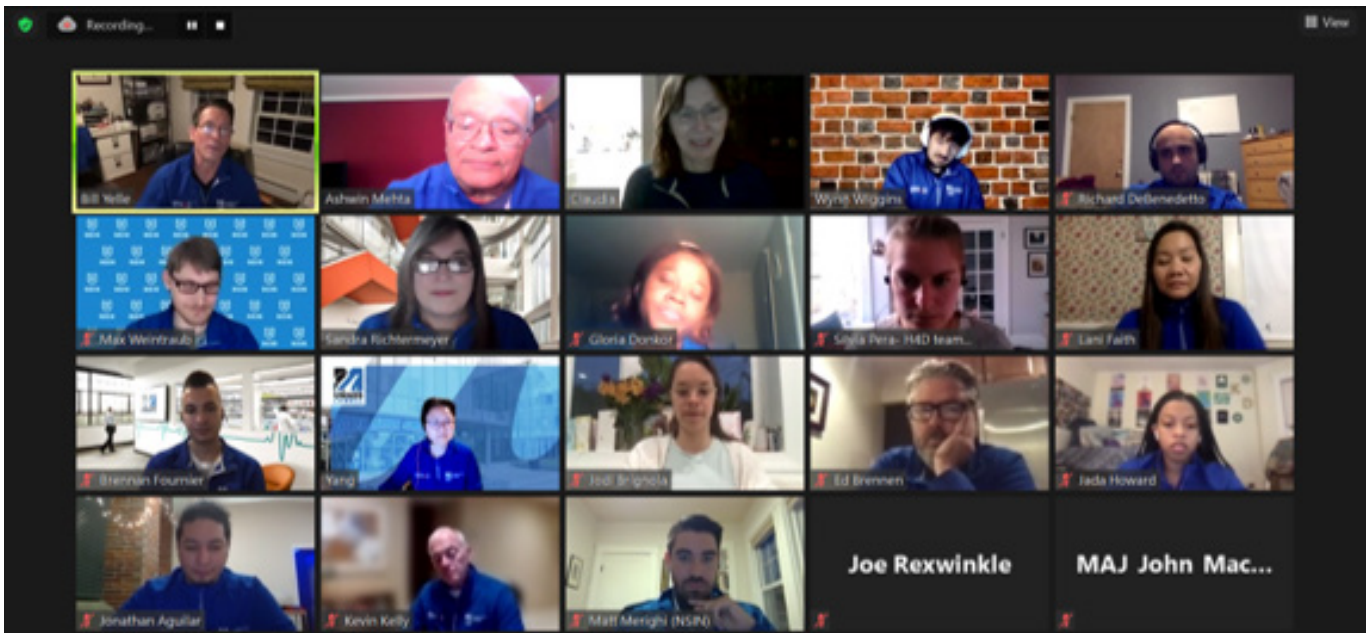 Recording...
View
Bill Yelle
Ashwin Mehta
Claudia
Wynn Wiggins
Richard DeBenedetto
Max Weintraub
Sandra Richtermeyer
Gloria Donkor
Silvia Pera- H4D team...
Lani Faith
Brennan Fournier
Yang
Jodi Brignola
Ed Brennen
Jada Howard
Jonathan Aguilar
Kevin Kelly
Matt Merighi (NSIN)
Joe Rexwinkle
MAJ John Mac...